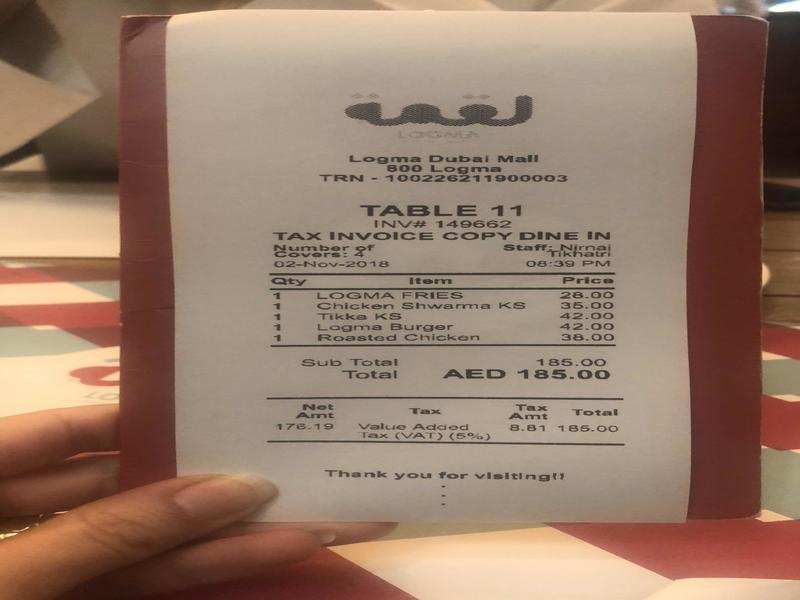 لقمة
LOGMA
Logma Dubai Mall
800 Logma
TRN - 100226211900003
TABLE 11
INV# 149662
TAX INVOICE COPY DINE IN
Number of Covers: 4 Staff: Nirnaj Tikhatri
02-Nov-2018 08:39 PM
Qty Item Price
1 LOGMA FRIES 28.00
1 Chicken Shwarma KS 35.00
1 Tikka KS 42.00
1 Logma Burger 42.00
1 Roasted Chicken 38.00
Sub Total 185.00
Total AED 185.00
Net Amt Tax Tax Amt Total
176.19 Value Added Tax (VAT) (5%) 8.81 185.00
Thank you for visiting!!